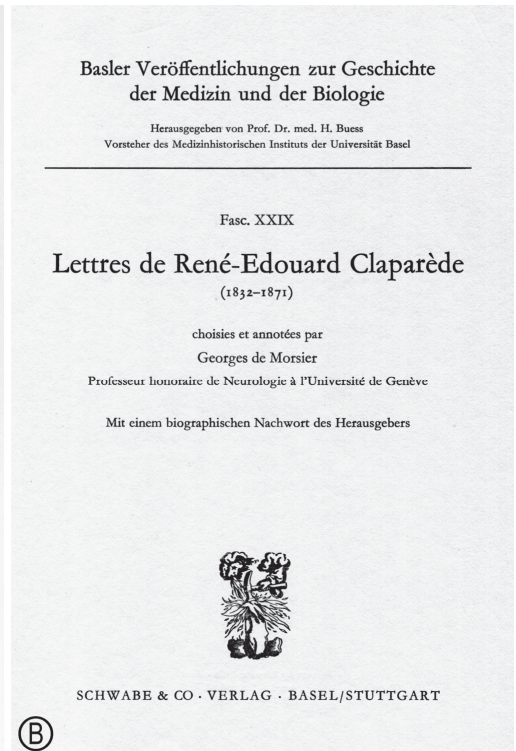 Basler Veröffentlichungen zur Geschichte
der Medizin und der Biologie
Herausgegeben von Prof. Dr. med. H. Buess
Vorsteher des Medizinhistorischen Instituts der Universität Basel
Fasc. XXIX
Lettres de René-Edouard Claparède
(1832–1871)
choisies et annotées par
Georges de Morsier
Professeur honoraire de Neurologie à l'Université de Genève
Mit einem biographischen Nachwort des Herausgebers
SCHWABE & CO · VERLAG · BASEL/STUTTGART
B